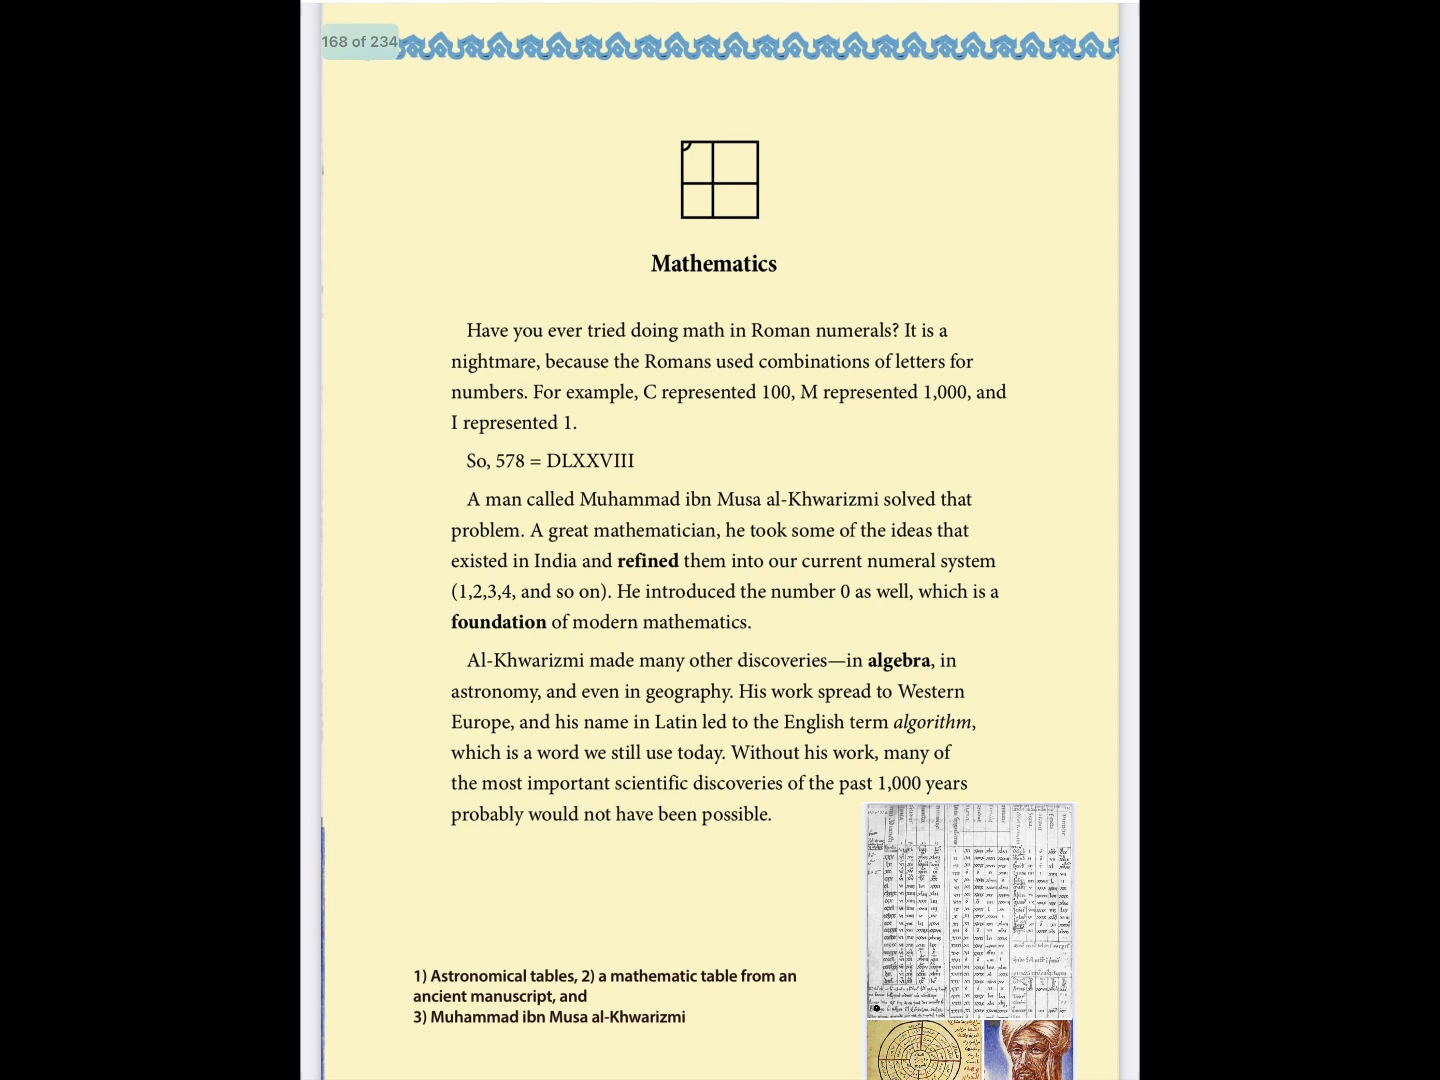 168 of 234
Mathematics
Have you ever tried doing math in Roman numerals? It is a
nightmare, because the Romans used combinations of letters for
numbers. For example, C represented 100, M represented 1,000, and
I represented 1.
So, 578 = DLXXVIII
A man called Muhammad ibn Musa al-Khwarizmi solved that
problem. A great mathematician, he took some of the ideas that
existed in India and refined them into our current numeral system
(1,2,3,4, and so on). He introduced the number 0 as well, which is a
foundation of modern mathematics.
Al-Khwarizmi made many other discoveries—in algebra, in
astronomy, and even in geography. His work spread to Western
Europe, and his name in Latin led to the English term algorithm,
which is a word we still use today. Without his work, many of
the most important scientific discoveries of the past 1,000 years
probably would not have been possible.
1) Astronomical tables, 2) a mathematic table from an
ancient manuscript, and
3) Muhammad ibn Musa al-Khwarizmi